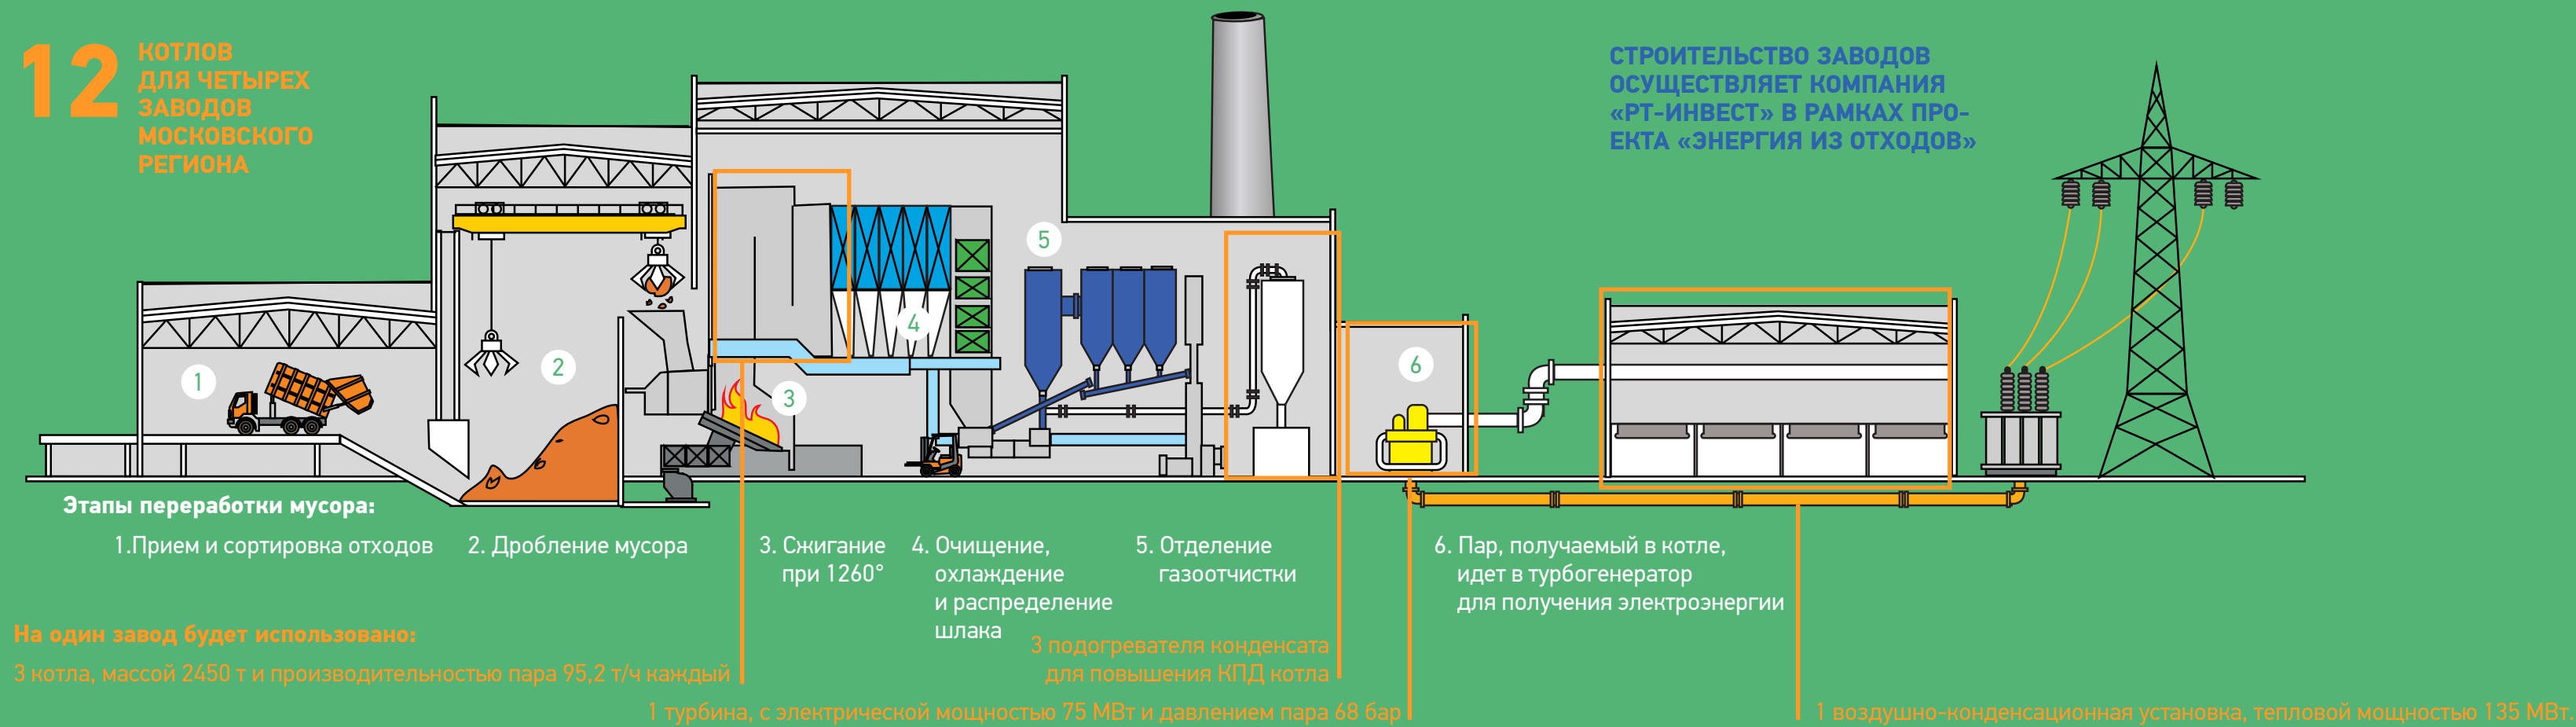 12
КОТЛОВ
ДЛЯ ЧЕТЫРЕХ
ЗАВОДОВ
МОСКОВСКОГО
РЕГИОНА
СТРОИТЕЛЬСТВО ЗАВОДОВ
ОСУЩЕСТВЛЯЕТ КОМПАНИЯ
«РТ-ИНВЕСТ» В РАМКАХ ПРО-
ЕКТА «ЭНЕРГИЯ ИЗ ОТХОДОВ»
1
2
3
4
5
6
Этапы переработки мусора:
1.Прием и сортировка отходов
2. Дробление мусора
3. Сжигание
при 1260°
4. Очищение,
охлаждение
и распределение
шлака
5. Отделение
газоотчистки
6. Пар, получаемый в котле,
идет в турбогенератор
для получения электроэнергии
На один завод будет использовано:
3 котла, массой 2450 т и производительностью пара 95,2 т/ч каждый
3 подогревателя конденсата
для повышения КПД котла
1 турбина, с электрической мощностью 75 МВт и давлением пара 68 бар
1 воздушно-конденсационная установка, тепловой мощностью 135 МВт